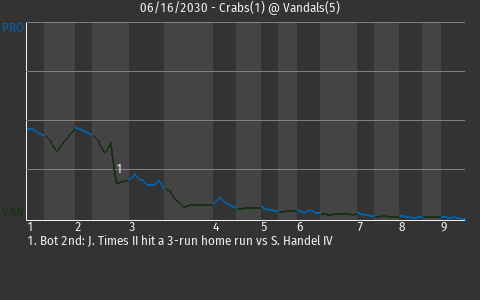 06/16/2030 - Crabs(1) @ Vandals(5)
PRO
1
VAN
1 2 3 4 5 6 7 8 9
1. Bot 2nd: J. Times II hit a 3-run home run vs S. Handel IV